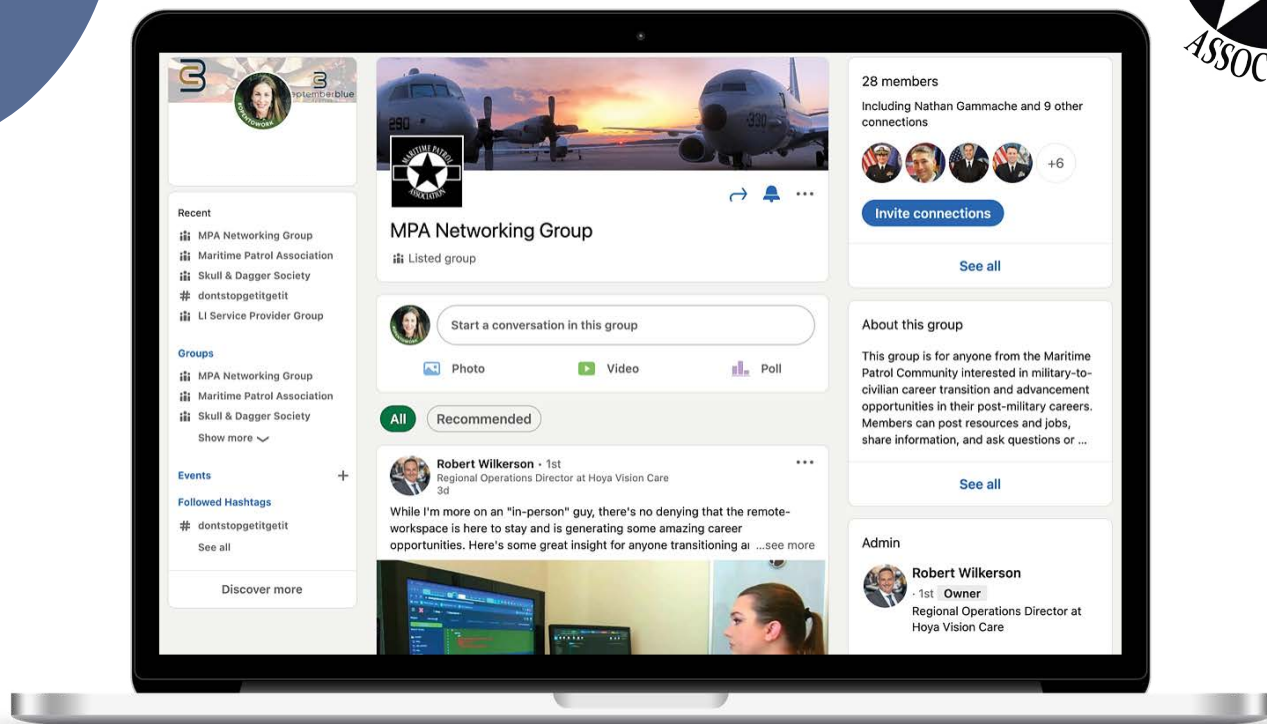 ASSOC
3
septemberblue
#OPENTOWORK
Recent
MPA Networking Group
Maritime Patrol Association
Skull & Dagger Society
# dontstopgetitgetit
LI Service Provider Group
Groups
MPA Networking Group
Maritime Patrol Association
Skull & Dagger Society
Show more
Events +
Followed Hashtags
# dontstopgetitgetit
See all
Discover more
290
330
MARITIME PATROL
ASSOCIATION
MPA Networking Group
Listed group
Start a conversation in this group
Photo Video Poll
All Recommended
Robert Wilkerson • 1st
Regional Operations Director at Hoya Vision Care
3d
While I'm more on an "in-person" guy, there's no denying that the remote-
workspace is here to stay and is generating some amazing career
opportunities. Here's some great insight for anyone transitioning a ...see more
28 members
Including Nathan Gammache and 9 other
connections
+6
Invite connections
See all
About this group
This group is for anyone from the Maritime
Patrol Community interested in military-to-
civilian career transition and advancement
opportunities in their post-military careers.
Members can post resources and jobs,
share information, and ask questions or ...
See all
Admin
Robert Wilkerson
· 1st Owner
Regional Operations Director at
Hoya Vision Care